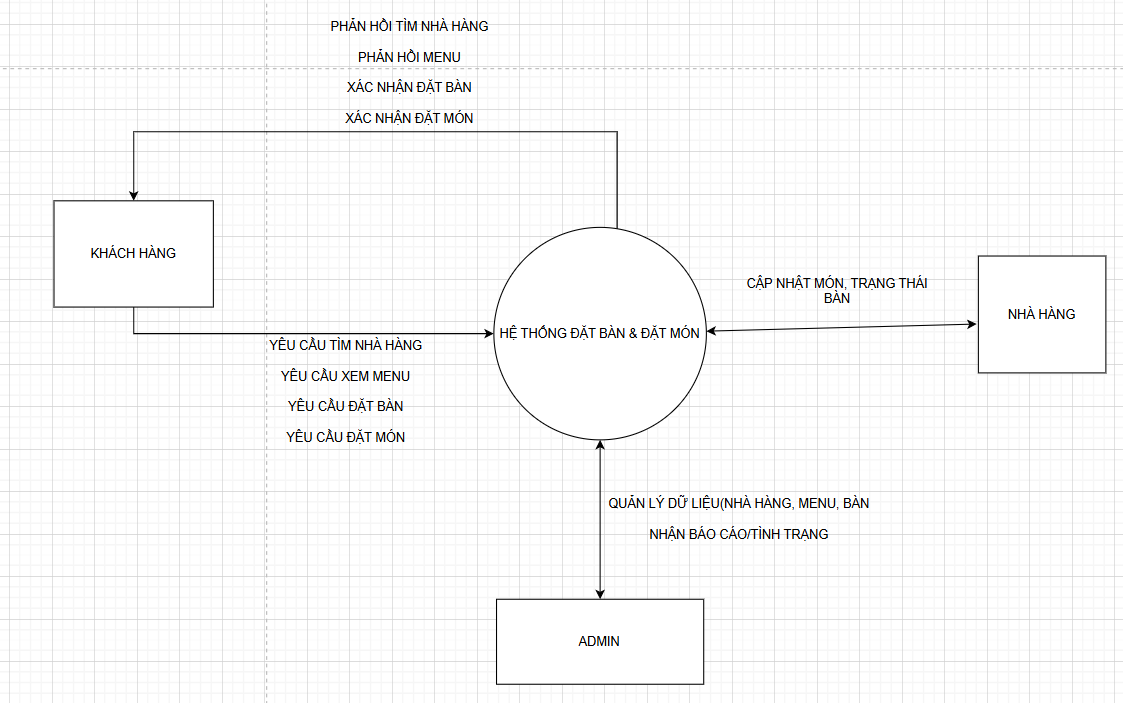 PHẢN HỒI TÌM NHÀ HÀNG
PHẢN HỒI MENU
XÁC NHẬN ĐẶT BÀN
XÁC NHẬN ĐẶT MÓN
KHÁCH HÀNG
CẬP NHẬT MÓN, TRẠNG THÁI
BÀN
NHÀ HÀNG
HỆ THỐNG ĐẶT BÀN & ĐẶT MÓN
YÊU CẦU TÌM NHÀ HÀNG
YÊU CẦU XEM MENU
YÊU CẦU ĐẶT BÀN
YÊU CẦU ĐẶT MÓN
QUẢN LÝ DỮ LIỆU(NHÀ HÀNG, MENU, BÀN
NHẬN BÁO CÁO/TÌNH TRẠNG
ADMIN